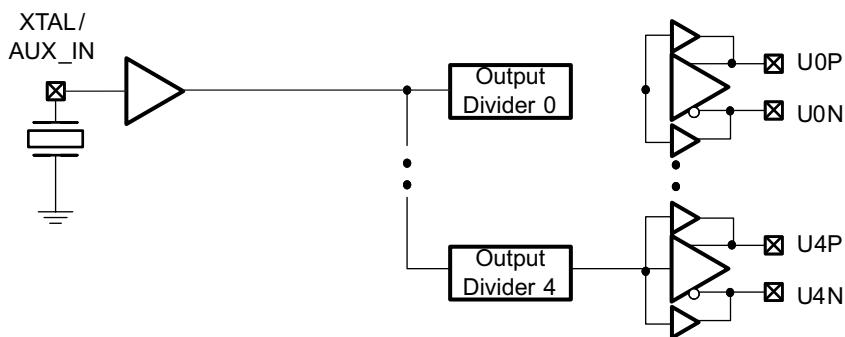 XTAL/
AUX_IN
Output
Divider 0
U0P
U0N
Output
Divider 4
U4P
U4N